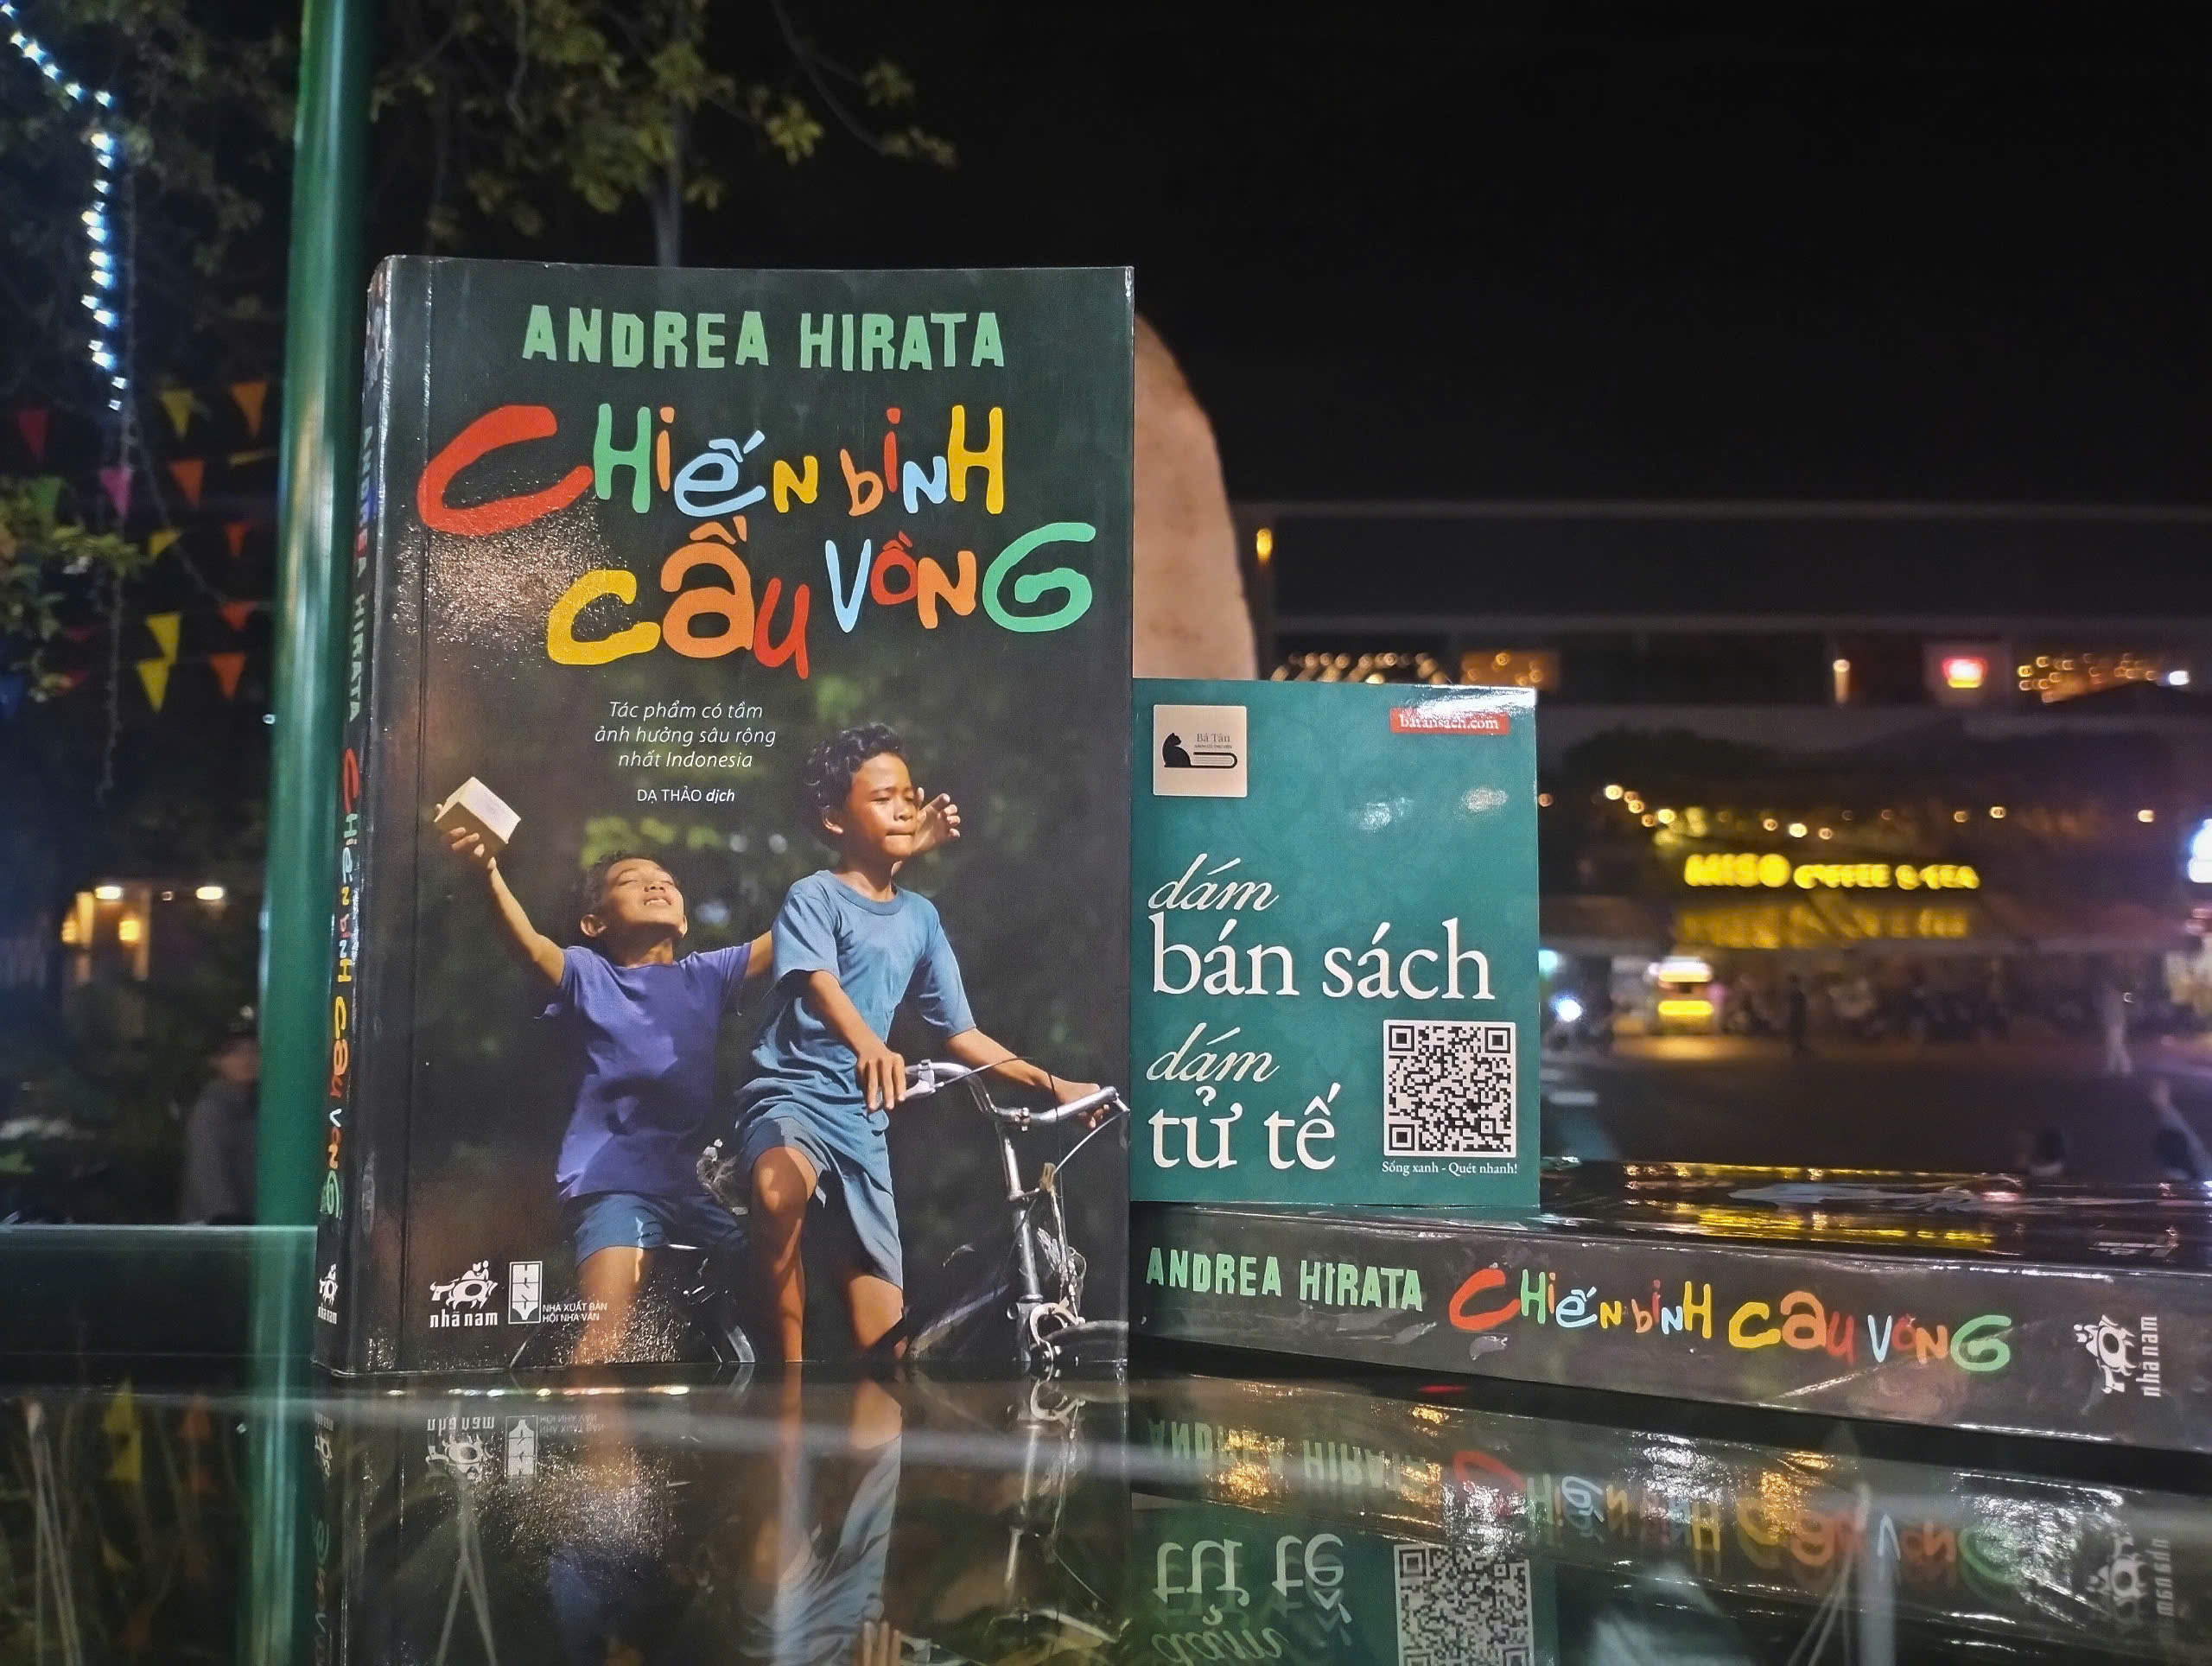 ANDREA HIRATA
CHiẾN biNH
CẦU VỒNG
Tác phẩm có tầm
ảnh hưởng sâu rộng
nhất Indonesia
DẠ THẢO dịch
nhã nam
NHÀ XUẤT BẢN
HỘI NHÀ VĂN
ANDREA HIRATA CHiẾN biNH CẦU VỒNG
nhã nam
Bá Tân
batansach.com
dám
bán sách
dám
tử tế
Sống xanh - Quét nhanh!
ANDREA HIRATA CHiẾN biNH CẦU VỒNG
nhã nam
MISO COFFEE & TEA